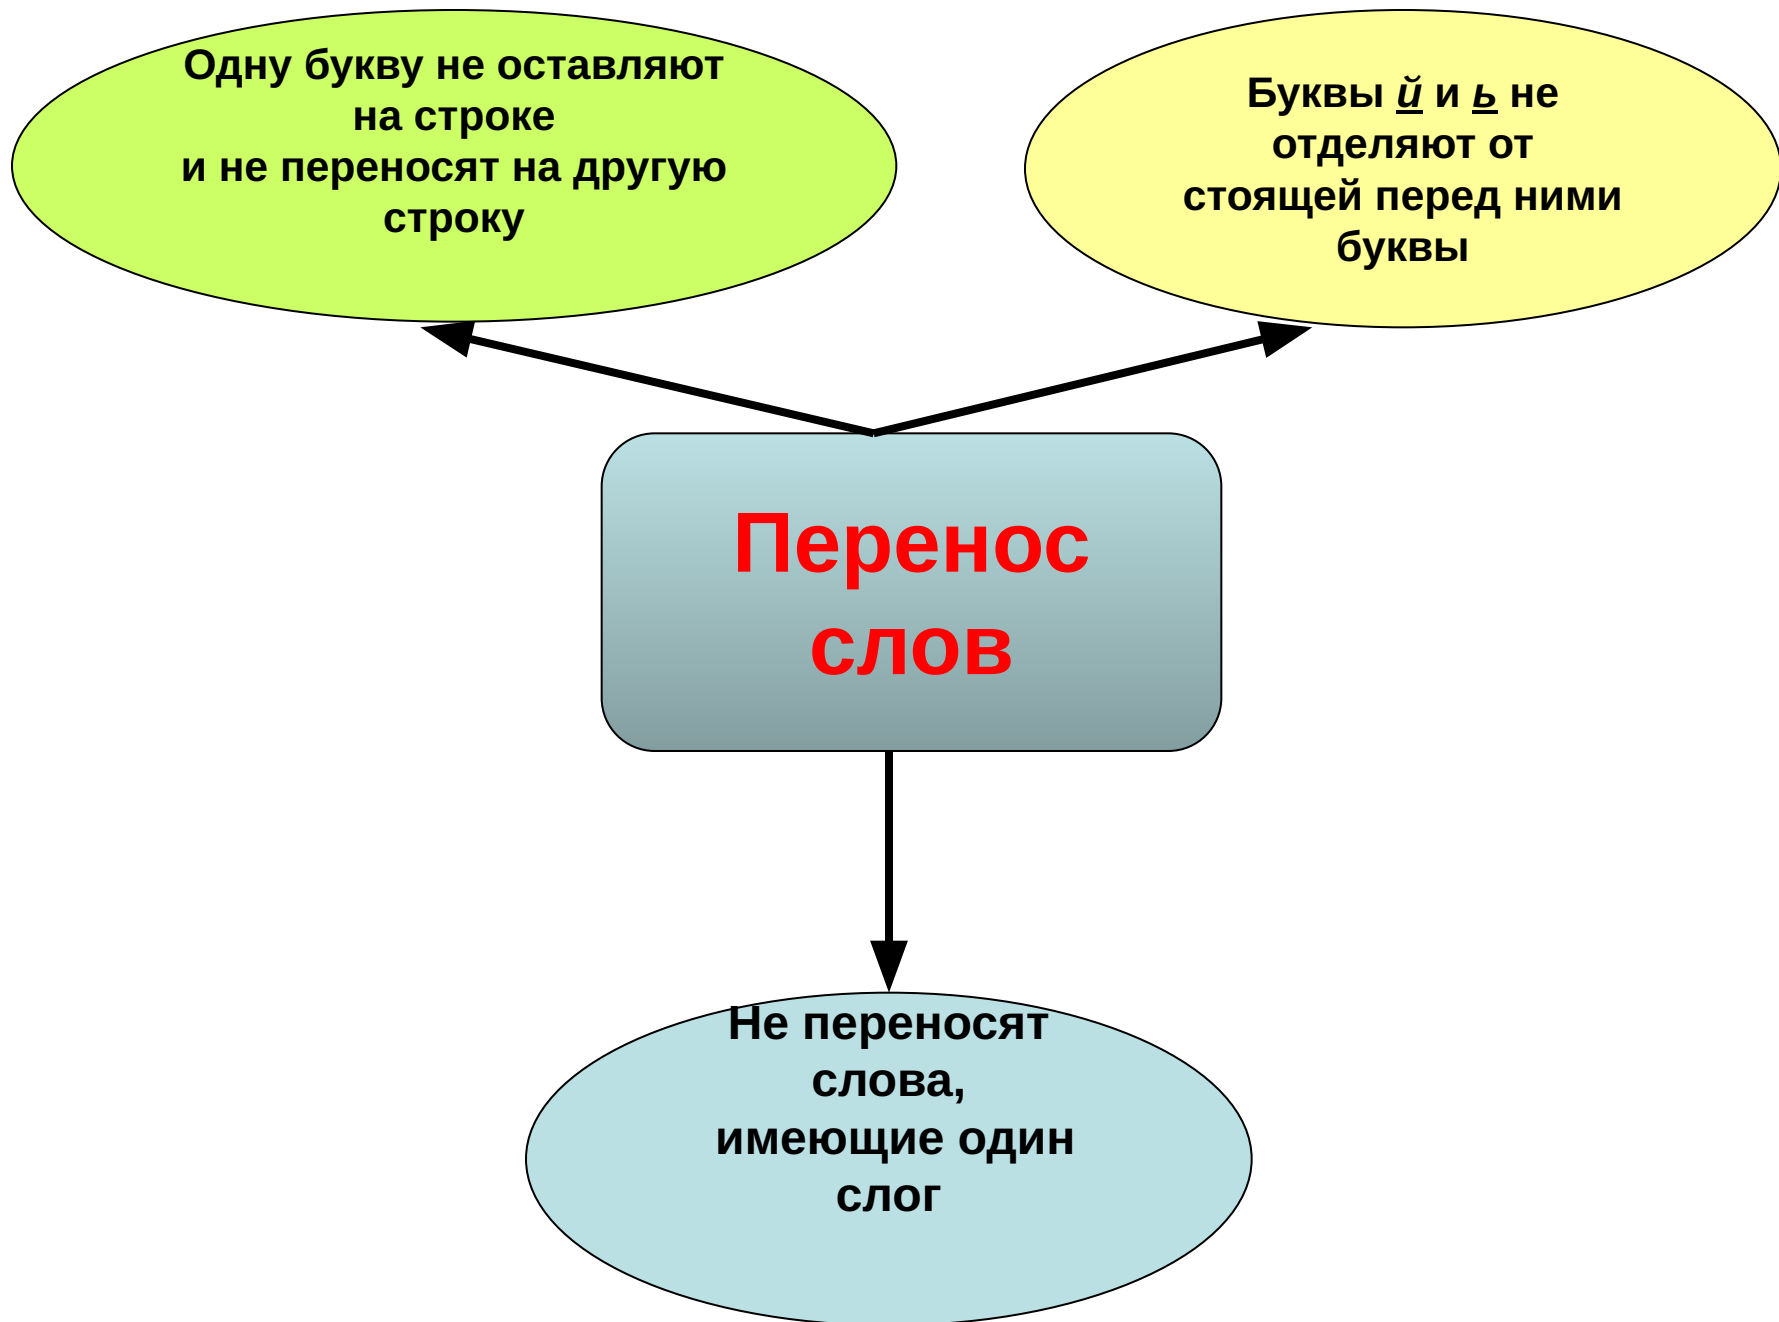 Одну букву не оставляют
на строке
и не переносят на другую
строку
Буквы й и ь не
отделяют от
стоящей перед ними
буквы
Перенос
слов
Не переносят
слова,
имеющие один
слог